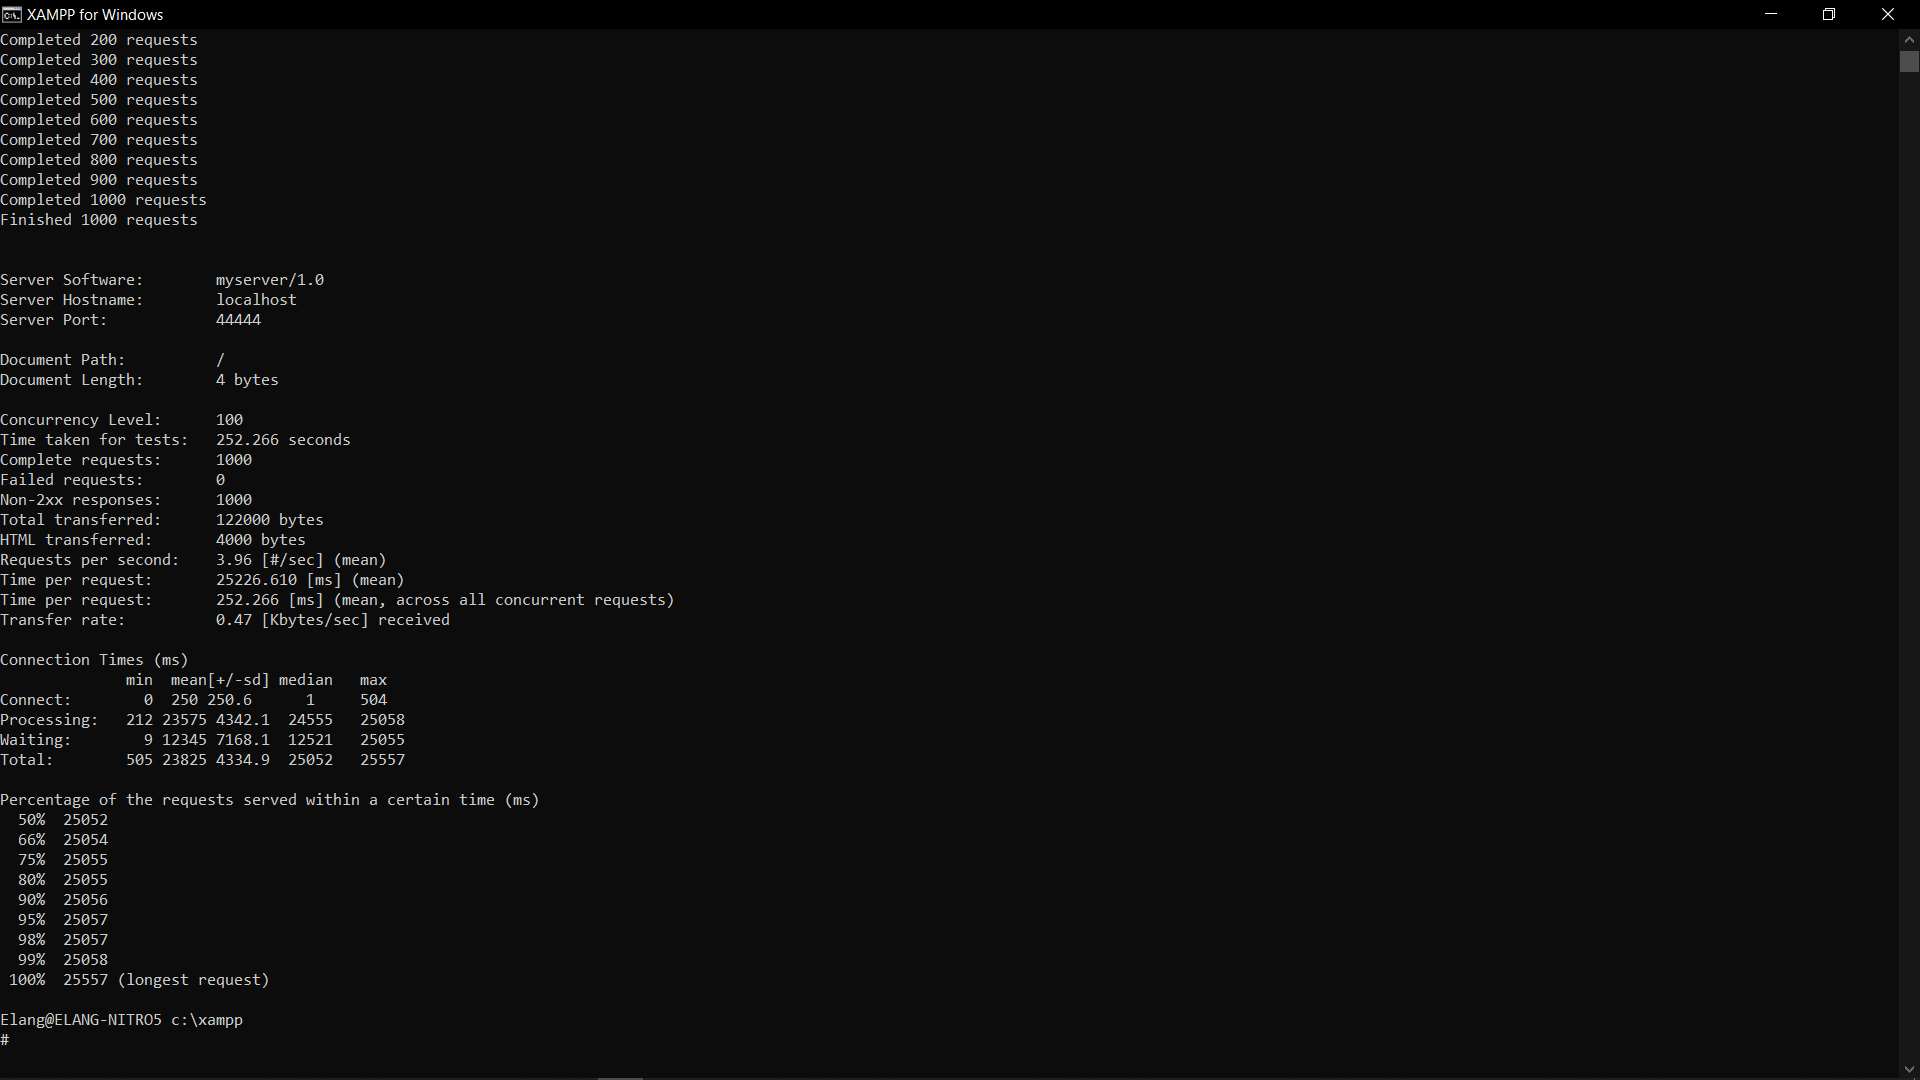 XAMPP for Windows
Completed 200 requests
Completed 300 requests
Completed 400 requests
Completed 500 requests
Completed 600 requests
Completed 700 requests
Completed 800 requests
Completed 900 requests
Completed 1000 requests
Finished 1000 requests
Server Software:        myserver/1.0
Server Hostname:        localhost
Server Port:            44444
Document Path:          /
Document Length:        4 bytes
Concurrency Level:      100
Time taken for tests:   252.266 seconds
Complete requests:      1000
Failed requests:        0
Non-2xx responses:      1000
Total transferred:      122000 bytes
HTML transferred:       4000 bytes
Requests per second:    3.96 [#/sec] (mean)
Time per request:       25226.610 [ms] (mean)
Time per request:       252.266 [ms] (mean, across all concurrent requests)
Transfer rate:          0.47 [Kbytes/sec] received
Connection Times (ms)
              min  mean[+/-sd] median   max
Connect:        0  250 250.6      1     504
Processing:   212 23575 4342.1  24555   25058
Waiting:        9 12345 7168.1  12521   25055
Total:        505 23825 4334.9  25052   25557
Percentage of the requests served within a certain time (ms)
  50%  25052
  66%  25054
  75%  25055
  80%  25055
  90%  25056
  95%  25057
  98%  25057
  99%  25058
 100%  25557 (longest request)
Elang@ELANG-NITRO5 c:\xampp
#